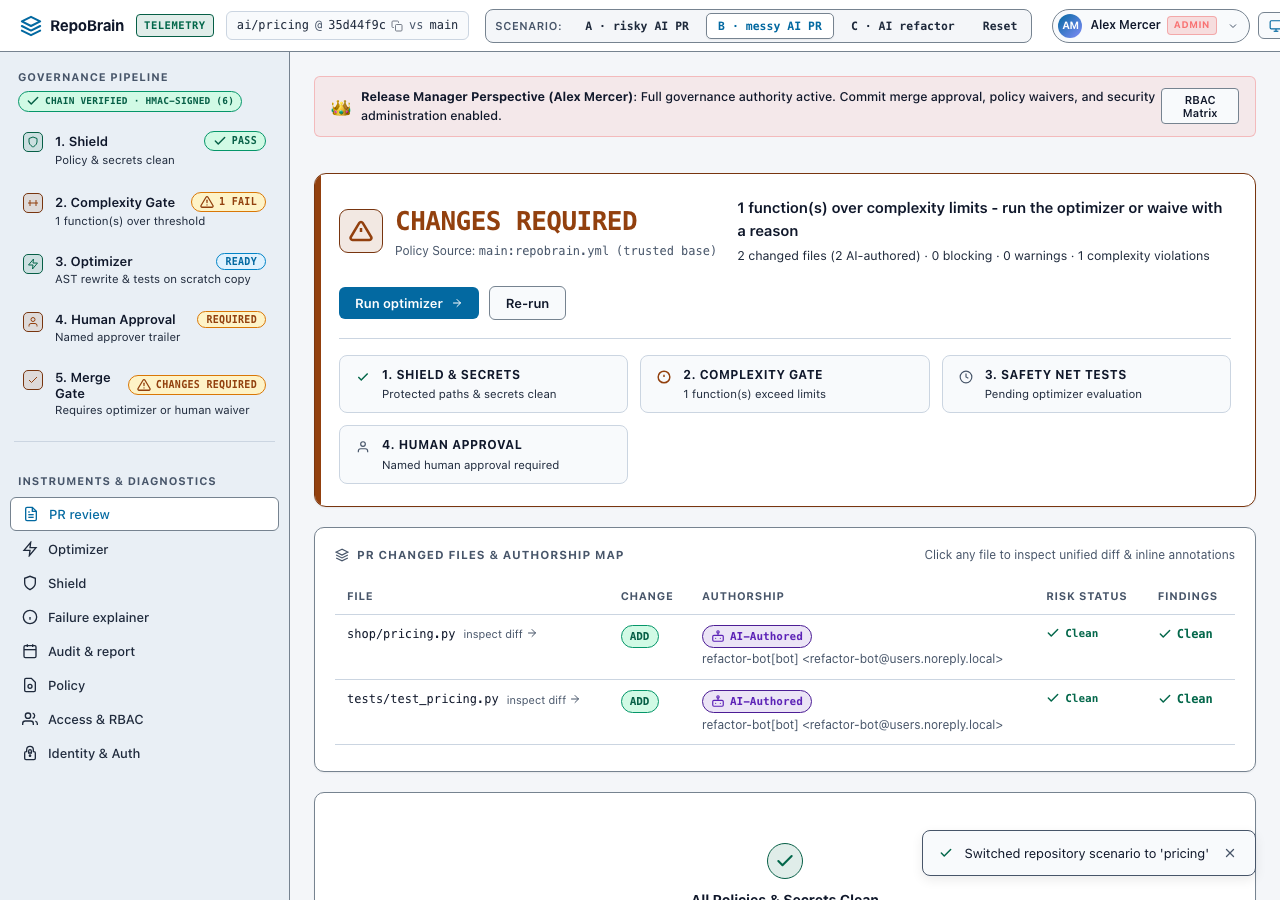 RepoBrain TELEMETRY ai/pricing @ 35d44f9c vs main SCENARIO: A · risky AI PR B · messy AI PR C · AI refactor Reset AM Alex Mercer ADMIN
GOVERNANCE PIPELINE
CHAIN VERIFIED · HMAC-SIGNED (6)
1. Shield PASS
Policy & secrets clean
2. Complexity Gate 1 FAIL
1 function(s) over threshold
3. Optimizer READY
AST rewrite & tests on scratch copy
4. Human Approval REQUIRED
Named approver trailer
5. Merge Gate CHANGES REQUIRED
Requires optimizer or human waiver
INSTRUMENTS & DIAGNOSTICS
PR review
Optimizer
Shield
Failure explainer
Audit & report
Policy
Access & RBAC
Identity & Auth
Release Manager Perspective (Alex Mercer): Full governance authority active. Commit merge approval, policy waivers, and security
administration enabled.
RBAC
Matrix
CHANGES REQUIRED
Policy Source: main:repobrain.yml (trusted base)
1 function(s) over complexity limits - run the optimizer or waive with
a reason
2 changed files (2 AI-authored) · 0 blocking · 0 warnings · 1 complexity violations
Run optimizer → Re-run
1. SHIELD & SECRETS
Protected paths & secrets clean
2. COMPLEXITY GATE
1 function(s) exceed limits
3. SAFETY NET TESTS
Pending optimizer evaluation
4. HUMAN APPROVAL
Named human approval required
PR CHANGED FILES & AUTHORSHIP MAP Click any file to inspect unified diff & inline annotations
FILE CHANGE AUTHORSHIP RISK STATUS FINDINGS
shop/pricing.py inspect diff → ADD AI-Authored Clean Clean
refactor-bot[bot] <refactor-bot@users.noreply.local>
tests/test_pricing.py inspect diff → ADD AI-Authored Clean Clean
refactor-bot[bot] <refactor-bot@users.noreply.local>
Switched repository scenario to 'pricing'
All Policies & Secrets Clean